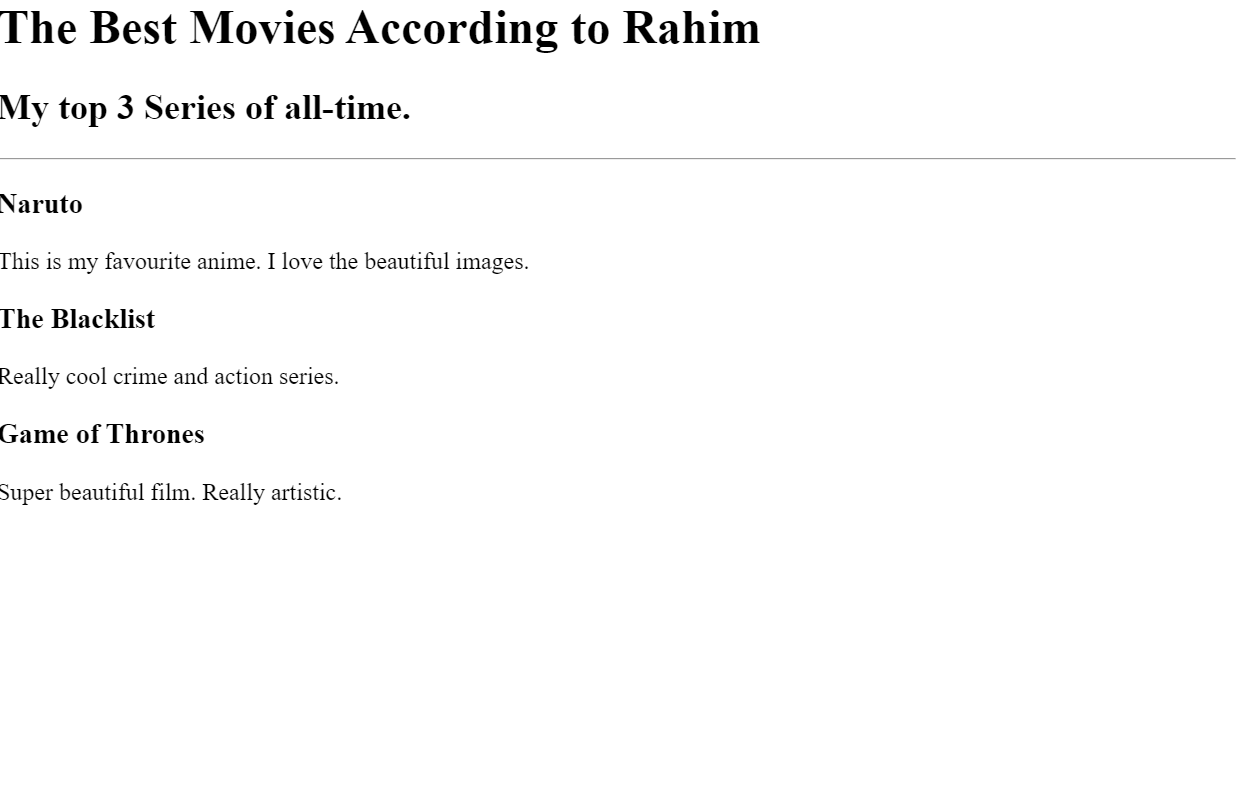 The Best Movies According to Rahim
My top 3 Series of all-time.
Naruto
This is my favourite anime. I love the beautiful images.
The Blacklist
Really cool crime and action series.
Game of Thrones
Super beautiful film. Really artistic.